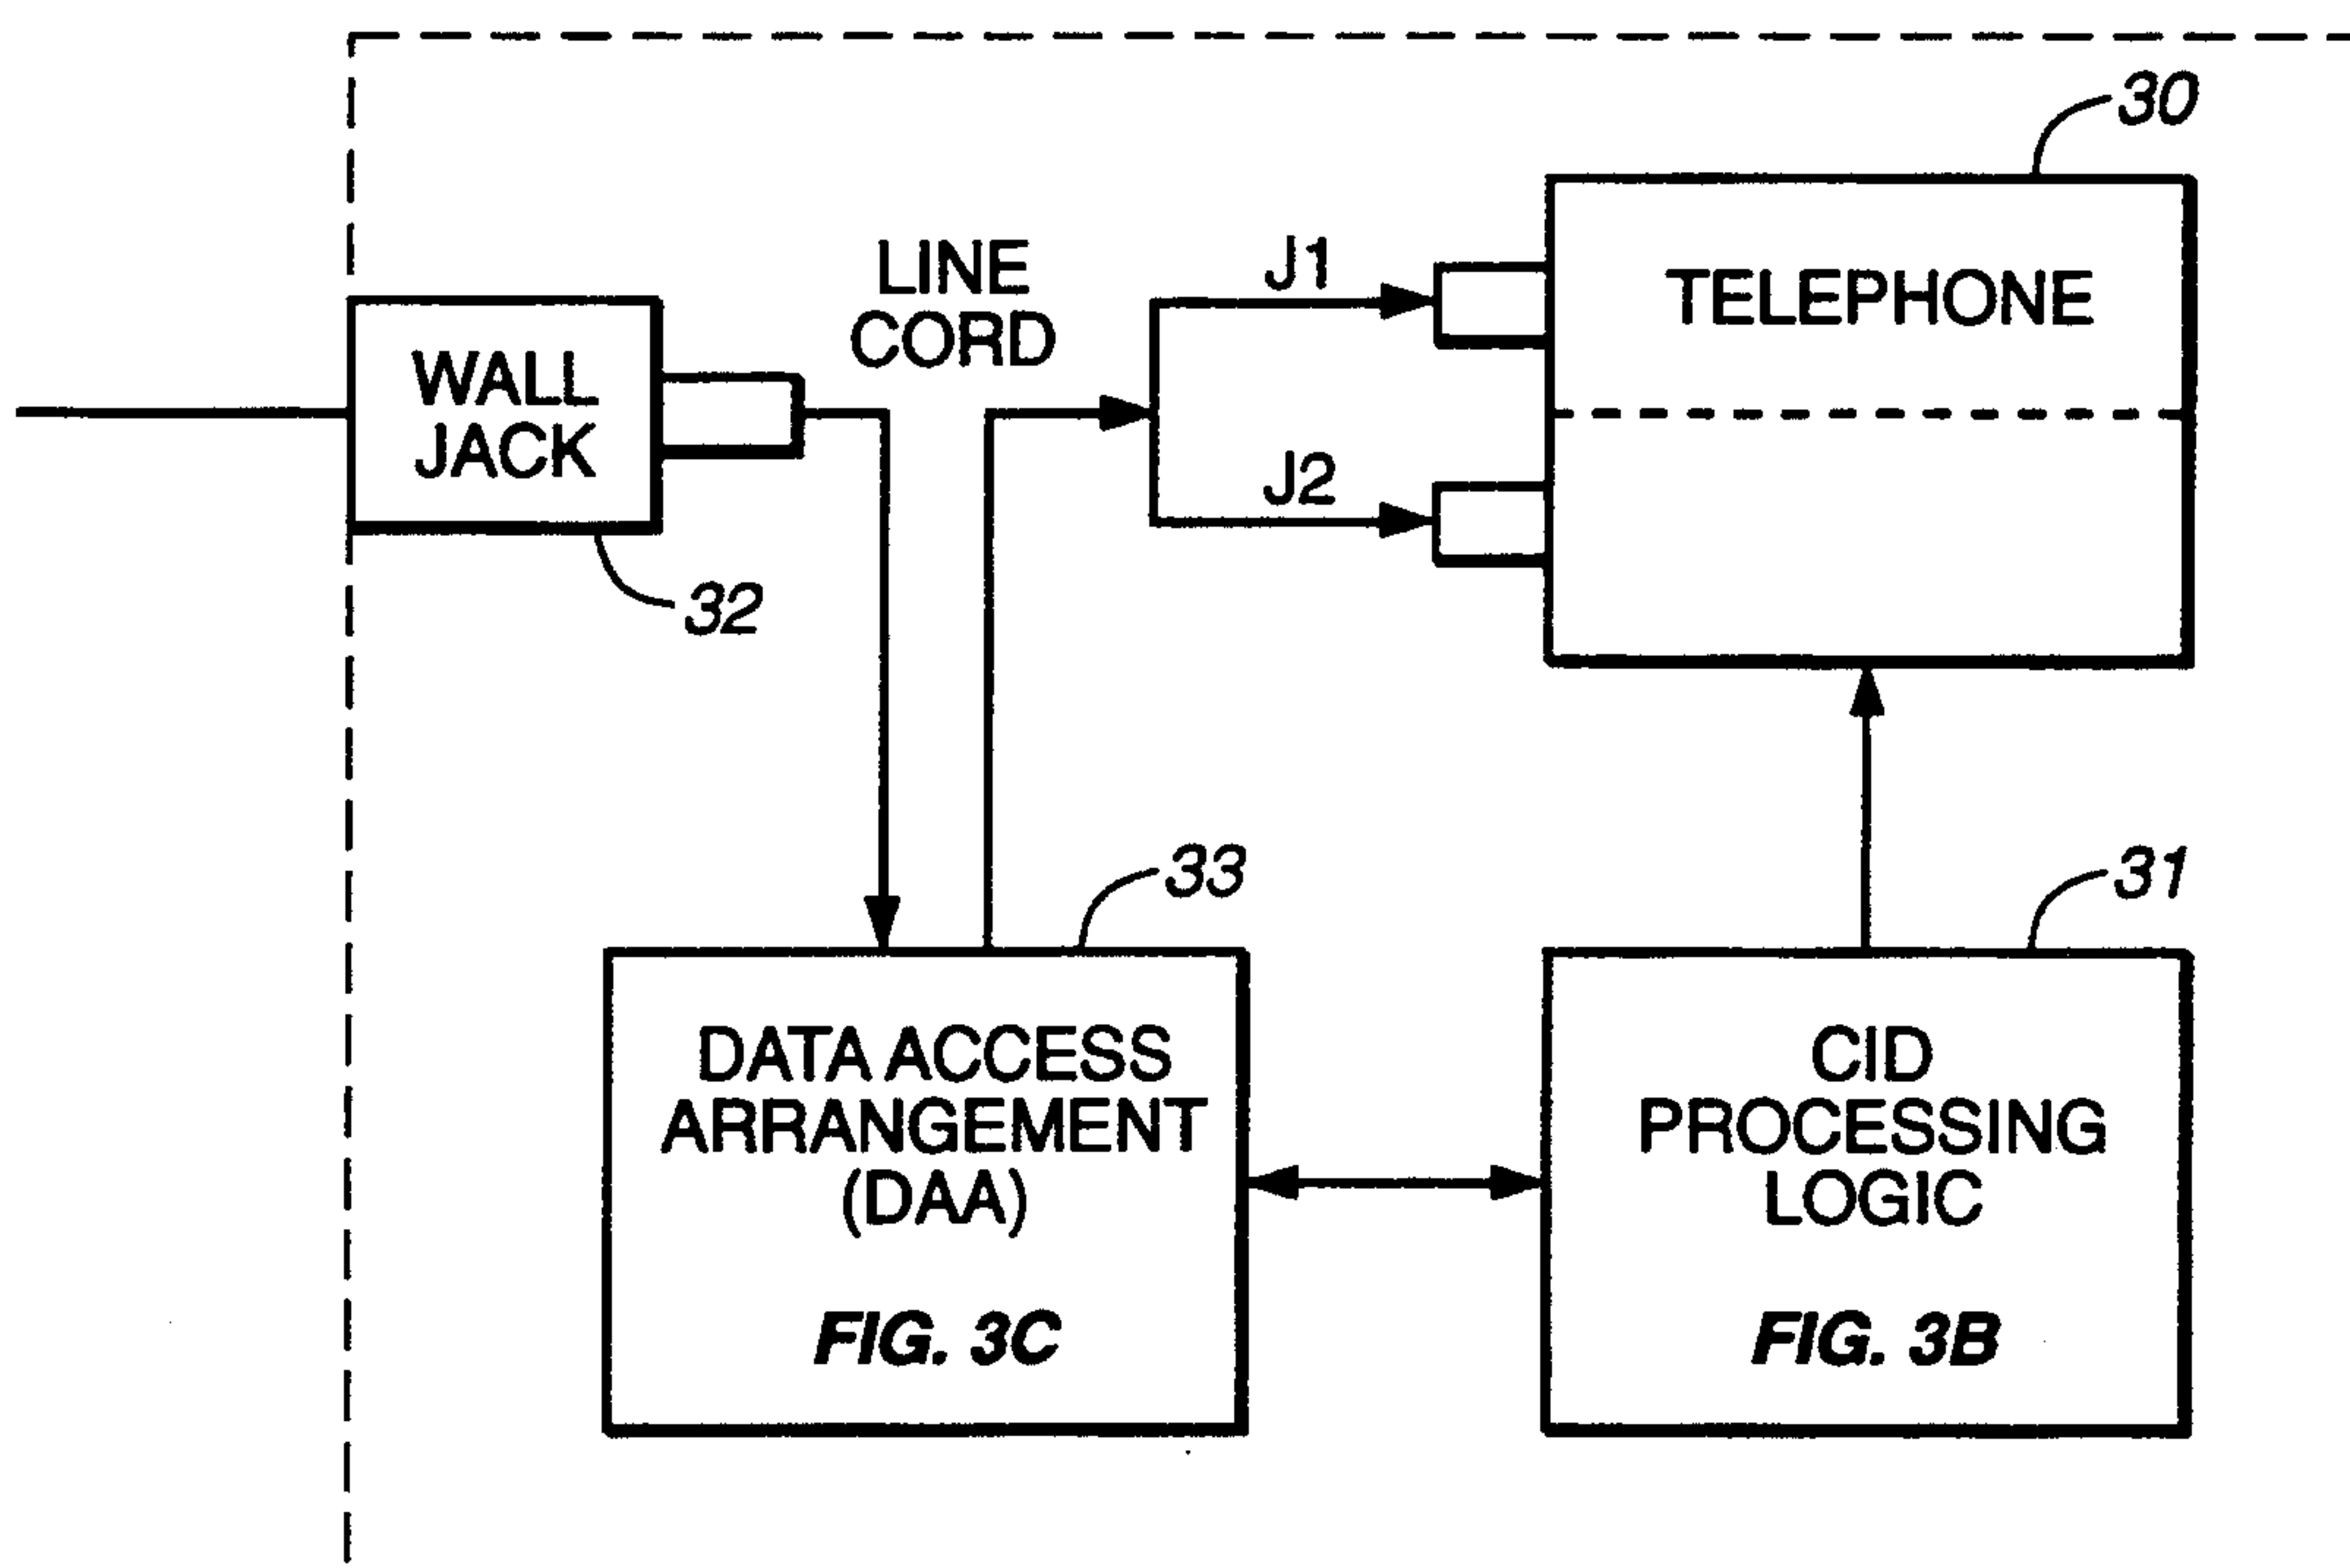 30
LINE
CORD
J1
TELEPHONE
WALL
JACK
J2
32
33
31
DATA ACCESS
ARRANGEMENT
(DAA)
FIG. 3C
CID
PROCESSING
LOGIC
FIG. 3B